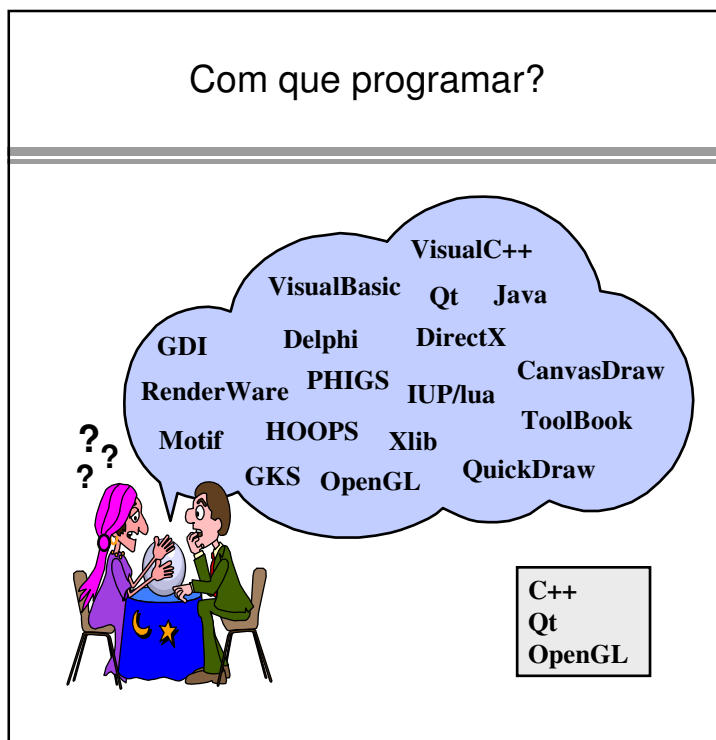 Com que programar?
VisualC++
VisualBasic Qt Java
GDI Delphi DirectX
RenderWare PHIGS IUP/lua CanvasDraw
Motif HOOPS Xlib ToolBook
GKS OpenGL QuickDraw
? ? ?
C++
Qt
OpenGL